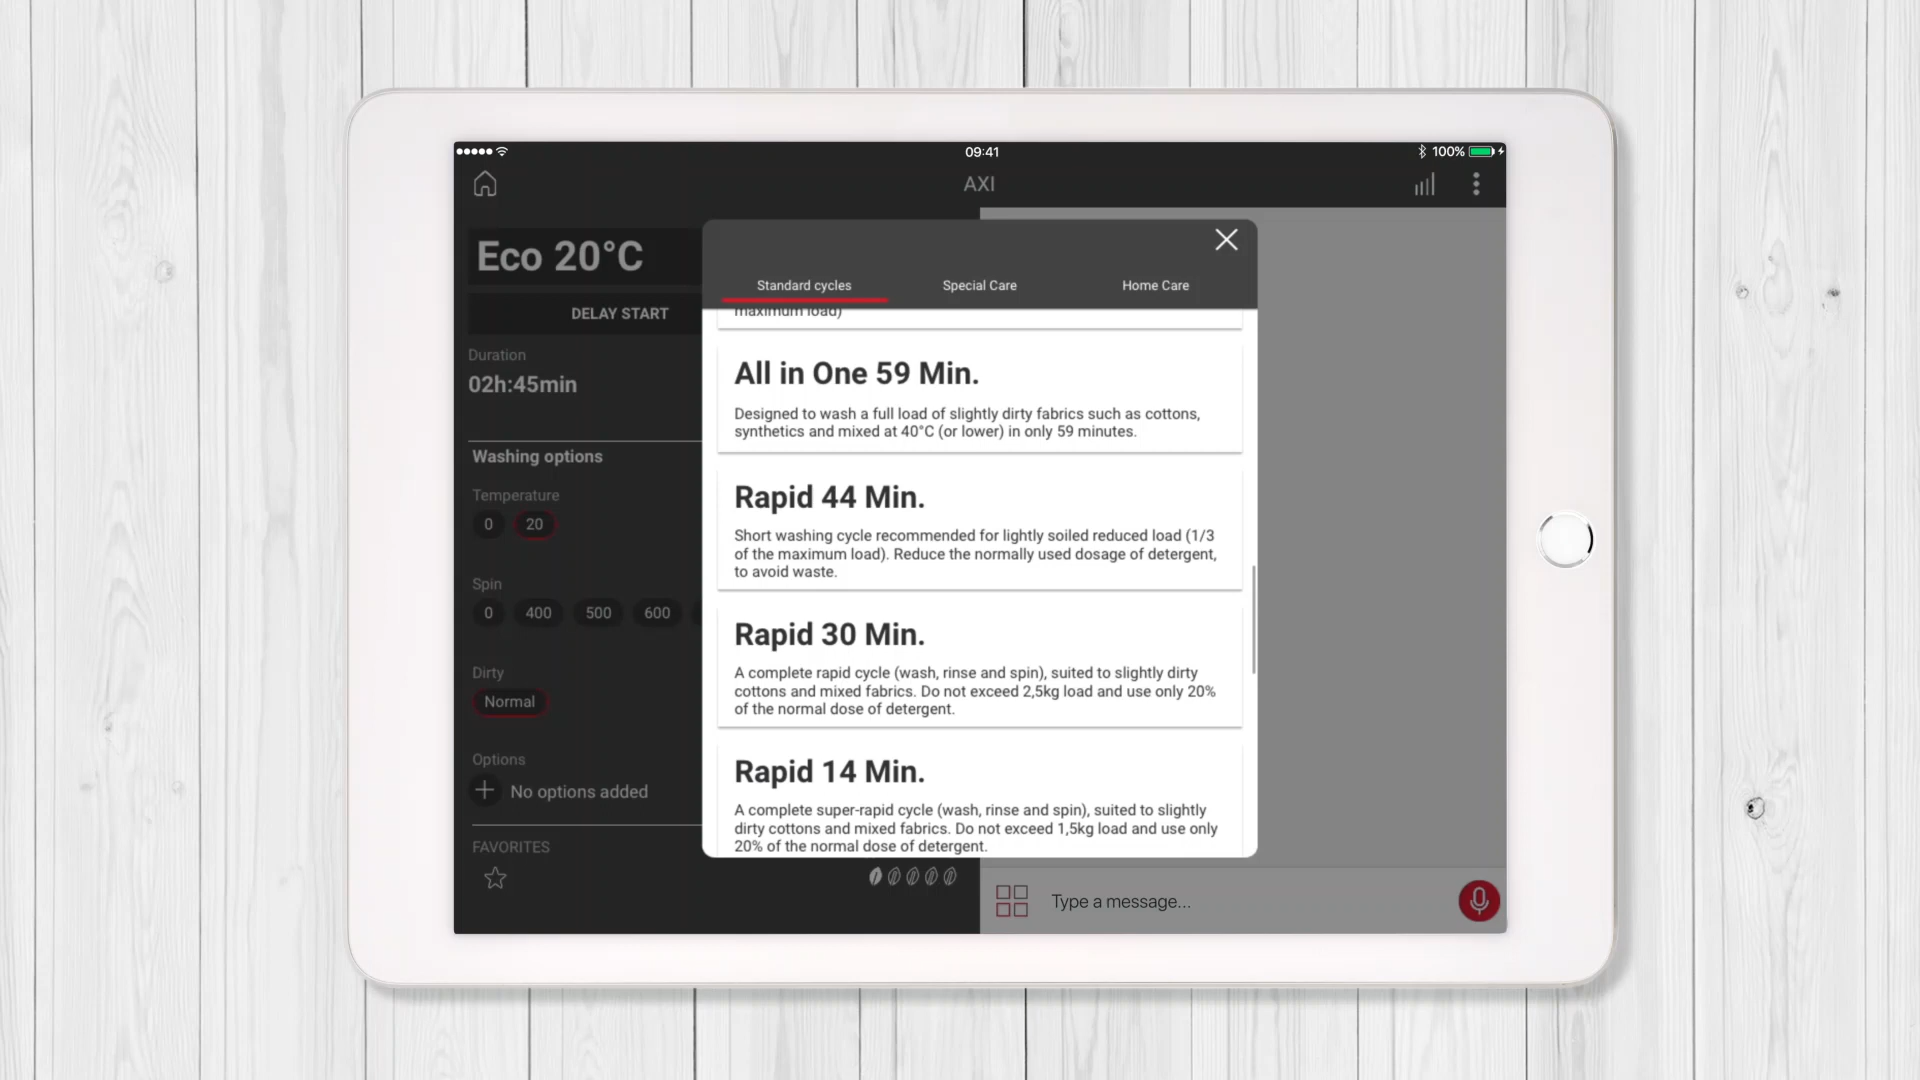 09:41
100%
AXI
Eco 20°C
DELAY START
Duration
02h:45min
Washing options
Temperature
0 20
Spin
0 400 500 600
Dirty
Normal
Options
No options added
FAVORITES
Standard cycles Special Care Home Care
maximum load)
All in One 59 Min.
Designed to wash a full load of slightly dirty fabrics such as cottons,
synthetics and mixed at 40°C (or lower) in only 59 minutes.
Rapid 44 Min.
Short washing cycle recommended for lightly soiled reduced load (1/3
of the maximum load). Reduce the normally used dosage of detergent,
to avoid waste.
Rapid 30 Min.
A complete rapid cycle (wash, rinse and spin), suited to slightly dirty
cottons and mixed fabrics. Do not exceed 2,5kg load and use only 20%
of the normal dose of detergent.
Rapid 14 Min.
A complete super-rapid cycle (wash, rinse and spin), suited to slightly
dirty cottons and mixed fabrics. Do not exceed 1,5kg load and use only
20% of the normal dose of detergent.
Type a message...